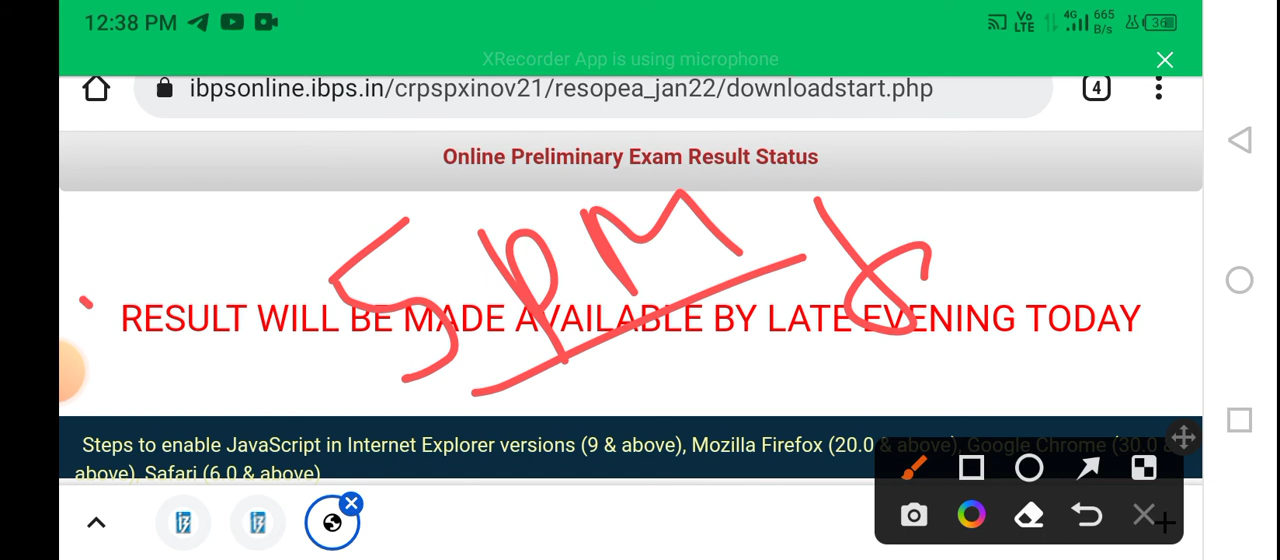 12:38 PM Vo LTE 4G 665 B/s 36
XRecorder App is using microphone
ibpsonline.ibps.in/crpspxinov21/resopea_jan22/downloadstart.php 4
Online Preliminary Exam Result Status
5 PM
RESULT WILL BE MADE AVAILABLE BY LATE EVENING TODAY
Steps to enable JavaScript in Internet Explorer versions (9 & above), Mozilla Firefox (20.0 & above), Google Chrome (30.0 &
above), Safari (6.0 & above)